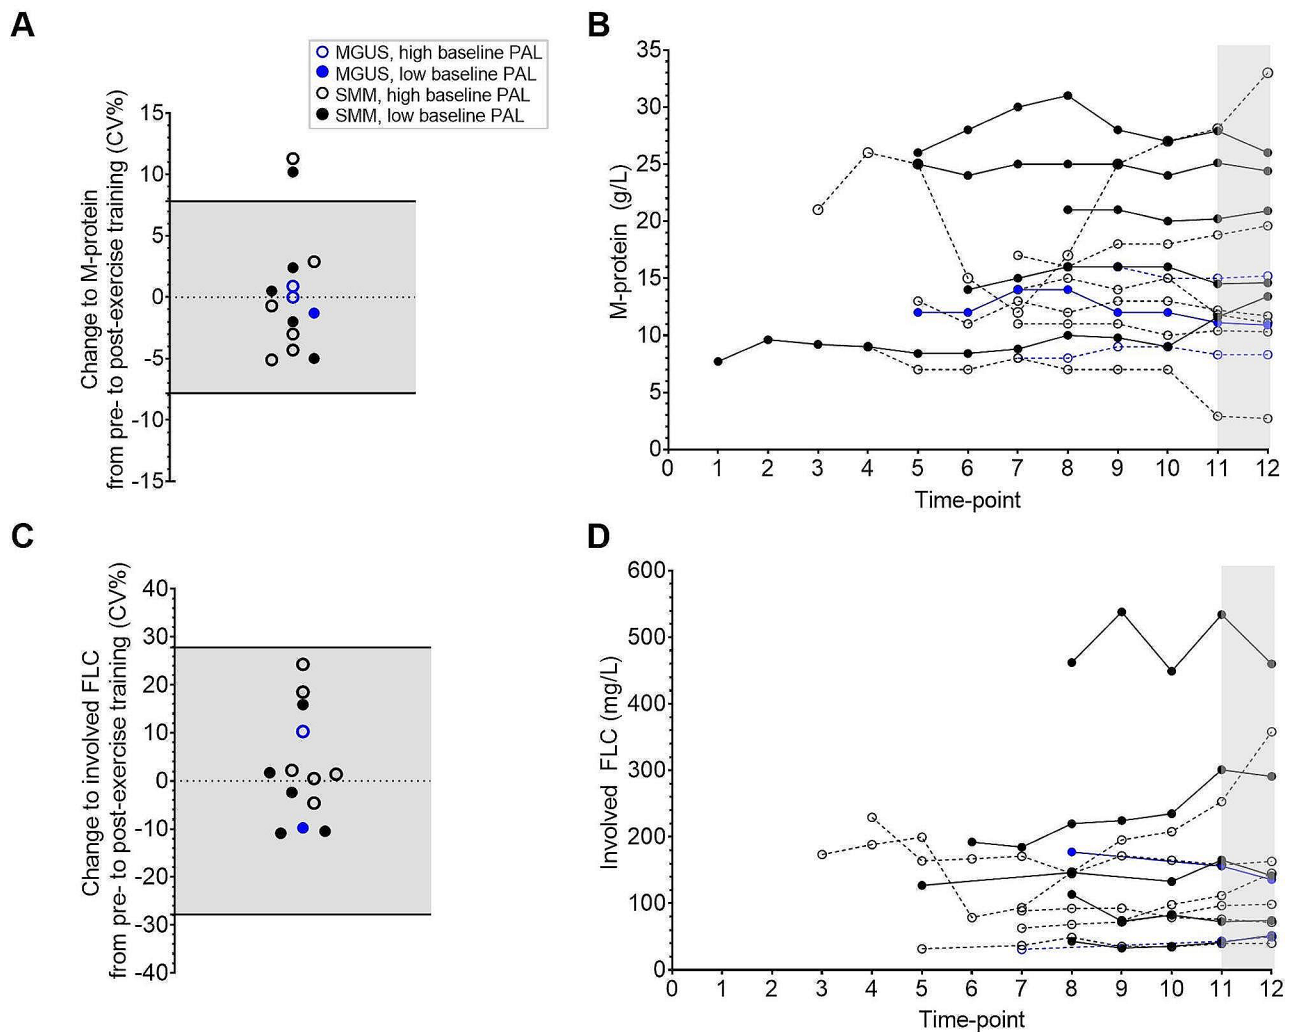 A
MGUS, high baseline PAL
MGUS, low baseline PAL
SMM, high baseline PAL
SMM, low baseline PAL
Change to M-protein
from pre- to post-exercise training (CV%)
15
10
5
0
-5
-10
-15
B
M-protein (g/L)
35
30
25
20
15
10
5
0
0 1 2 3 4 5 6 7 8 9 10 11 12
Time-point
C
Change to involved FLC
from pre- to post-exercise training (CV%)
40
30
20
10
0
-10
-20
-30
-40
D
Involved FLC (mg/L)
600
500
400
300
200
100
0
0 1 2 3 4 5 6 7 8 9 10 11 12
Time-point